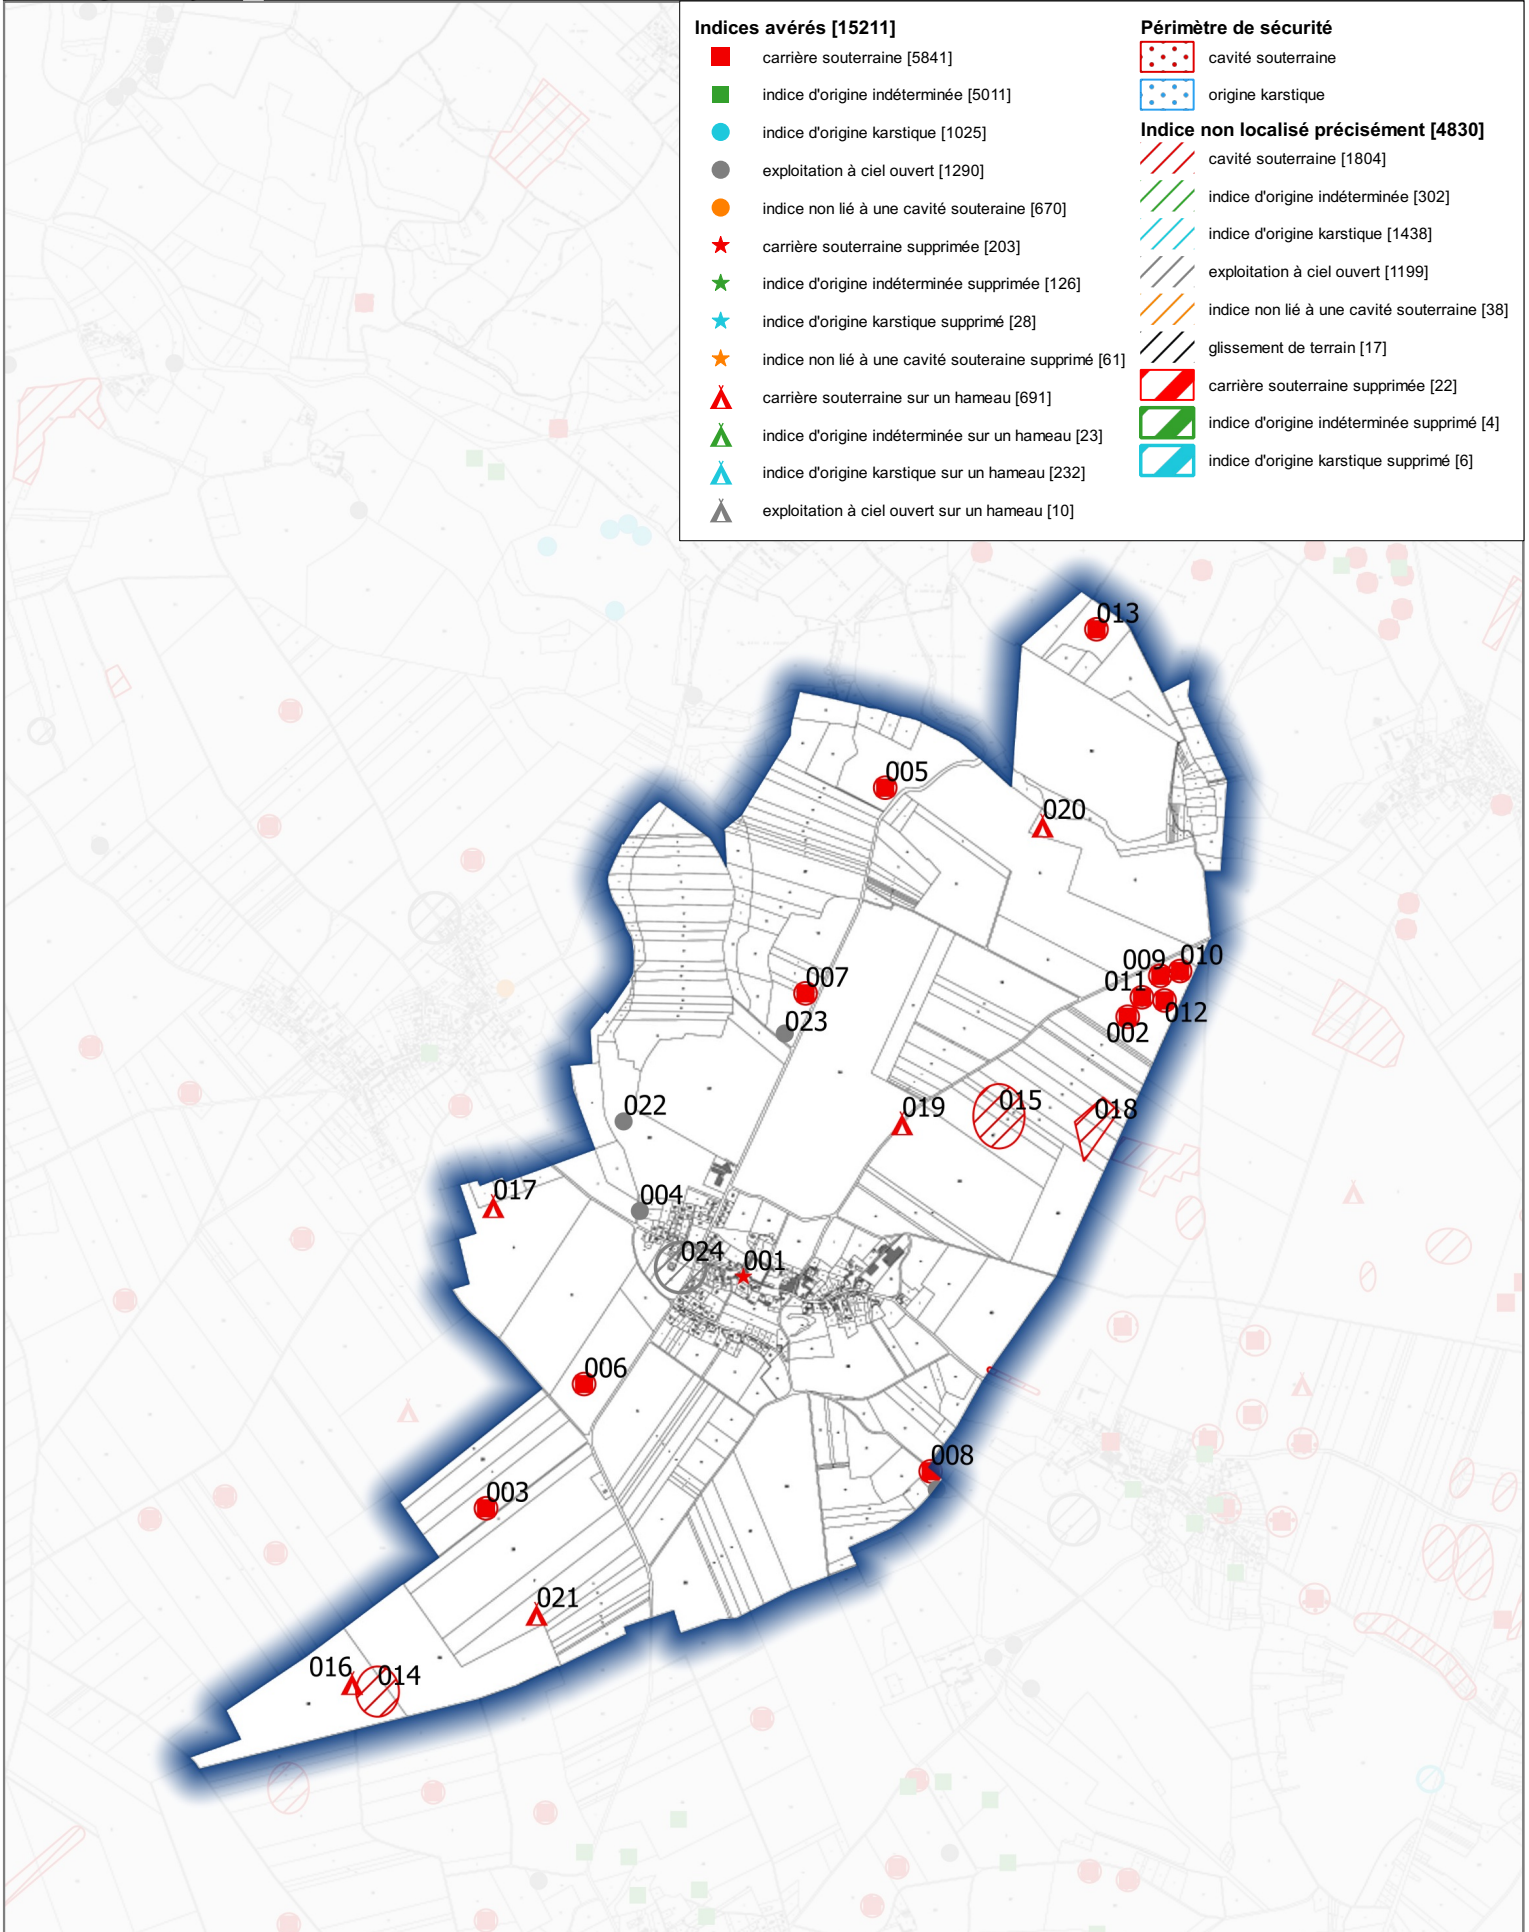 Indices avérés [15211]
carrière souterraine [5841]
indice d'origine indéterminée [5011]
indice d'origine karstique [1025]
exploitation à ciel ouvert [1290]
indice non lié à une cavité souteraine [670]
carrière souterraine supprimée [203]
indice d'origine indéterminée supprimée [126]
indice d'origine karstique supprimé [28]
indice non lié à une cavité souteraine supprimé [61]
carrière souterraine sur un hameau [691]
indice d'origine indéterminée sur un hameau [23]
indice d'origine karstique sur un hameau [232]
exploitation à ciel ouvert sur un hameau [10]
Périmètre de sécurité
cavité souterraine
origine karstique
Indice non localisé précisément [4830]
cavité souterraine [1804]
indice d'origine indéterminée [302]
indice d'origine karstique [1438]
exploitation à ciel ouvert [1199]
indice non lié à une cavité souterraine [38]
glissement de terrain [17]
carrière souterraine supprimée [22]
indice d'origine indéterminée supprimé [4]
indice d'origine karstique supprimé [6]
013
005
020
009
010
007
011
012
023
002
022
019
015
018
017
004
024
001
006
008
003
021
016
014